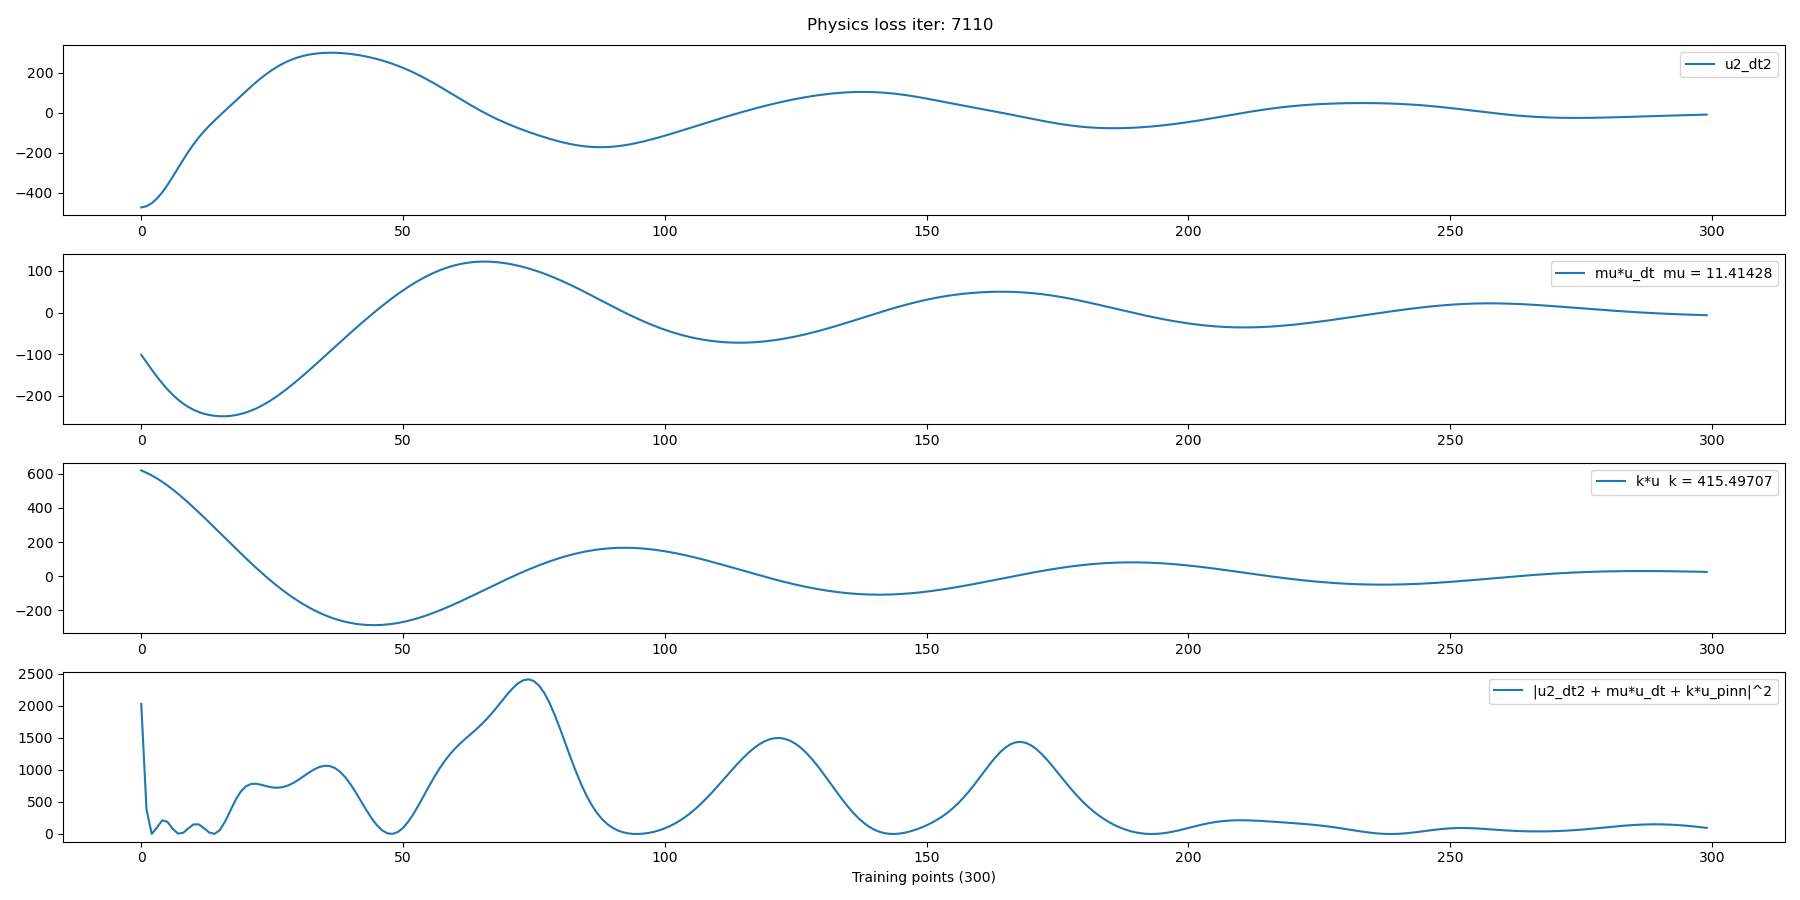 Physics loss iter: 7110
u2_dt2
200
0
−200
−400
0 50 100 150 200 250 300
mu*u_dt  mu = 11.41428
100
0
−100
−200
0 50 100 150 200 250 300
k*u  k = 415.49707
600
400
200
0
−200
0 50 100 150 200 250 300
|u2_dt2 + mu*u_dt + k*u_pinn|^2
2500
2000
1500
1000
500
0
0 50 100 150 200 250 300
Training points (300)